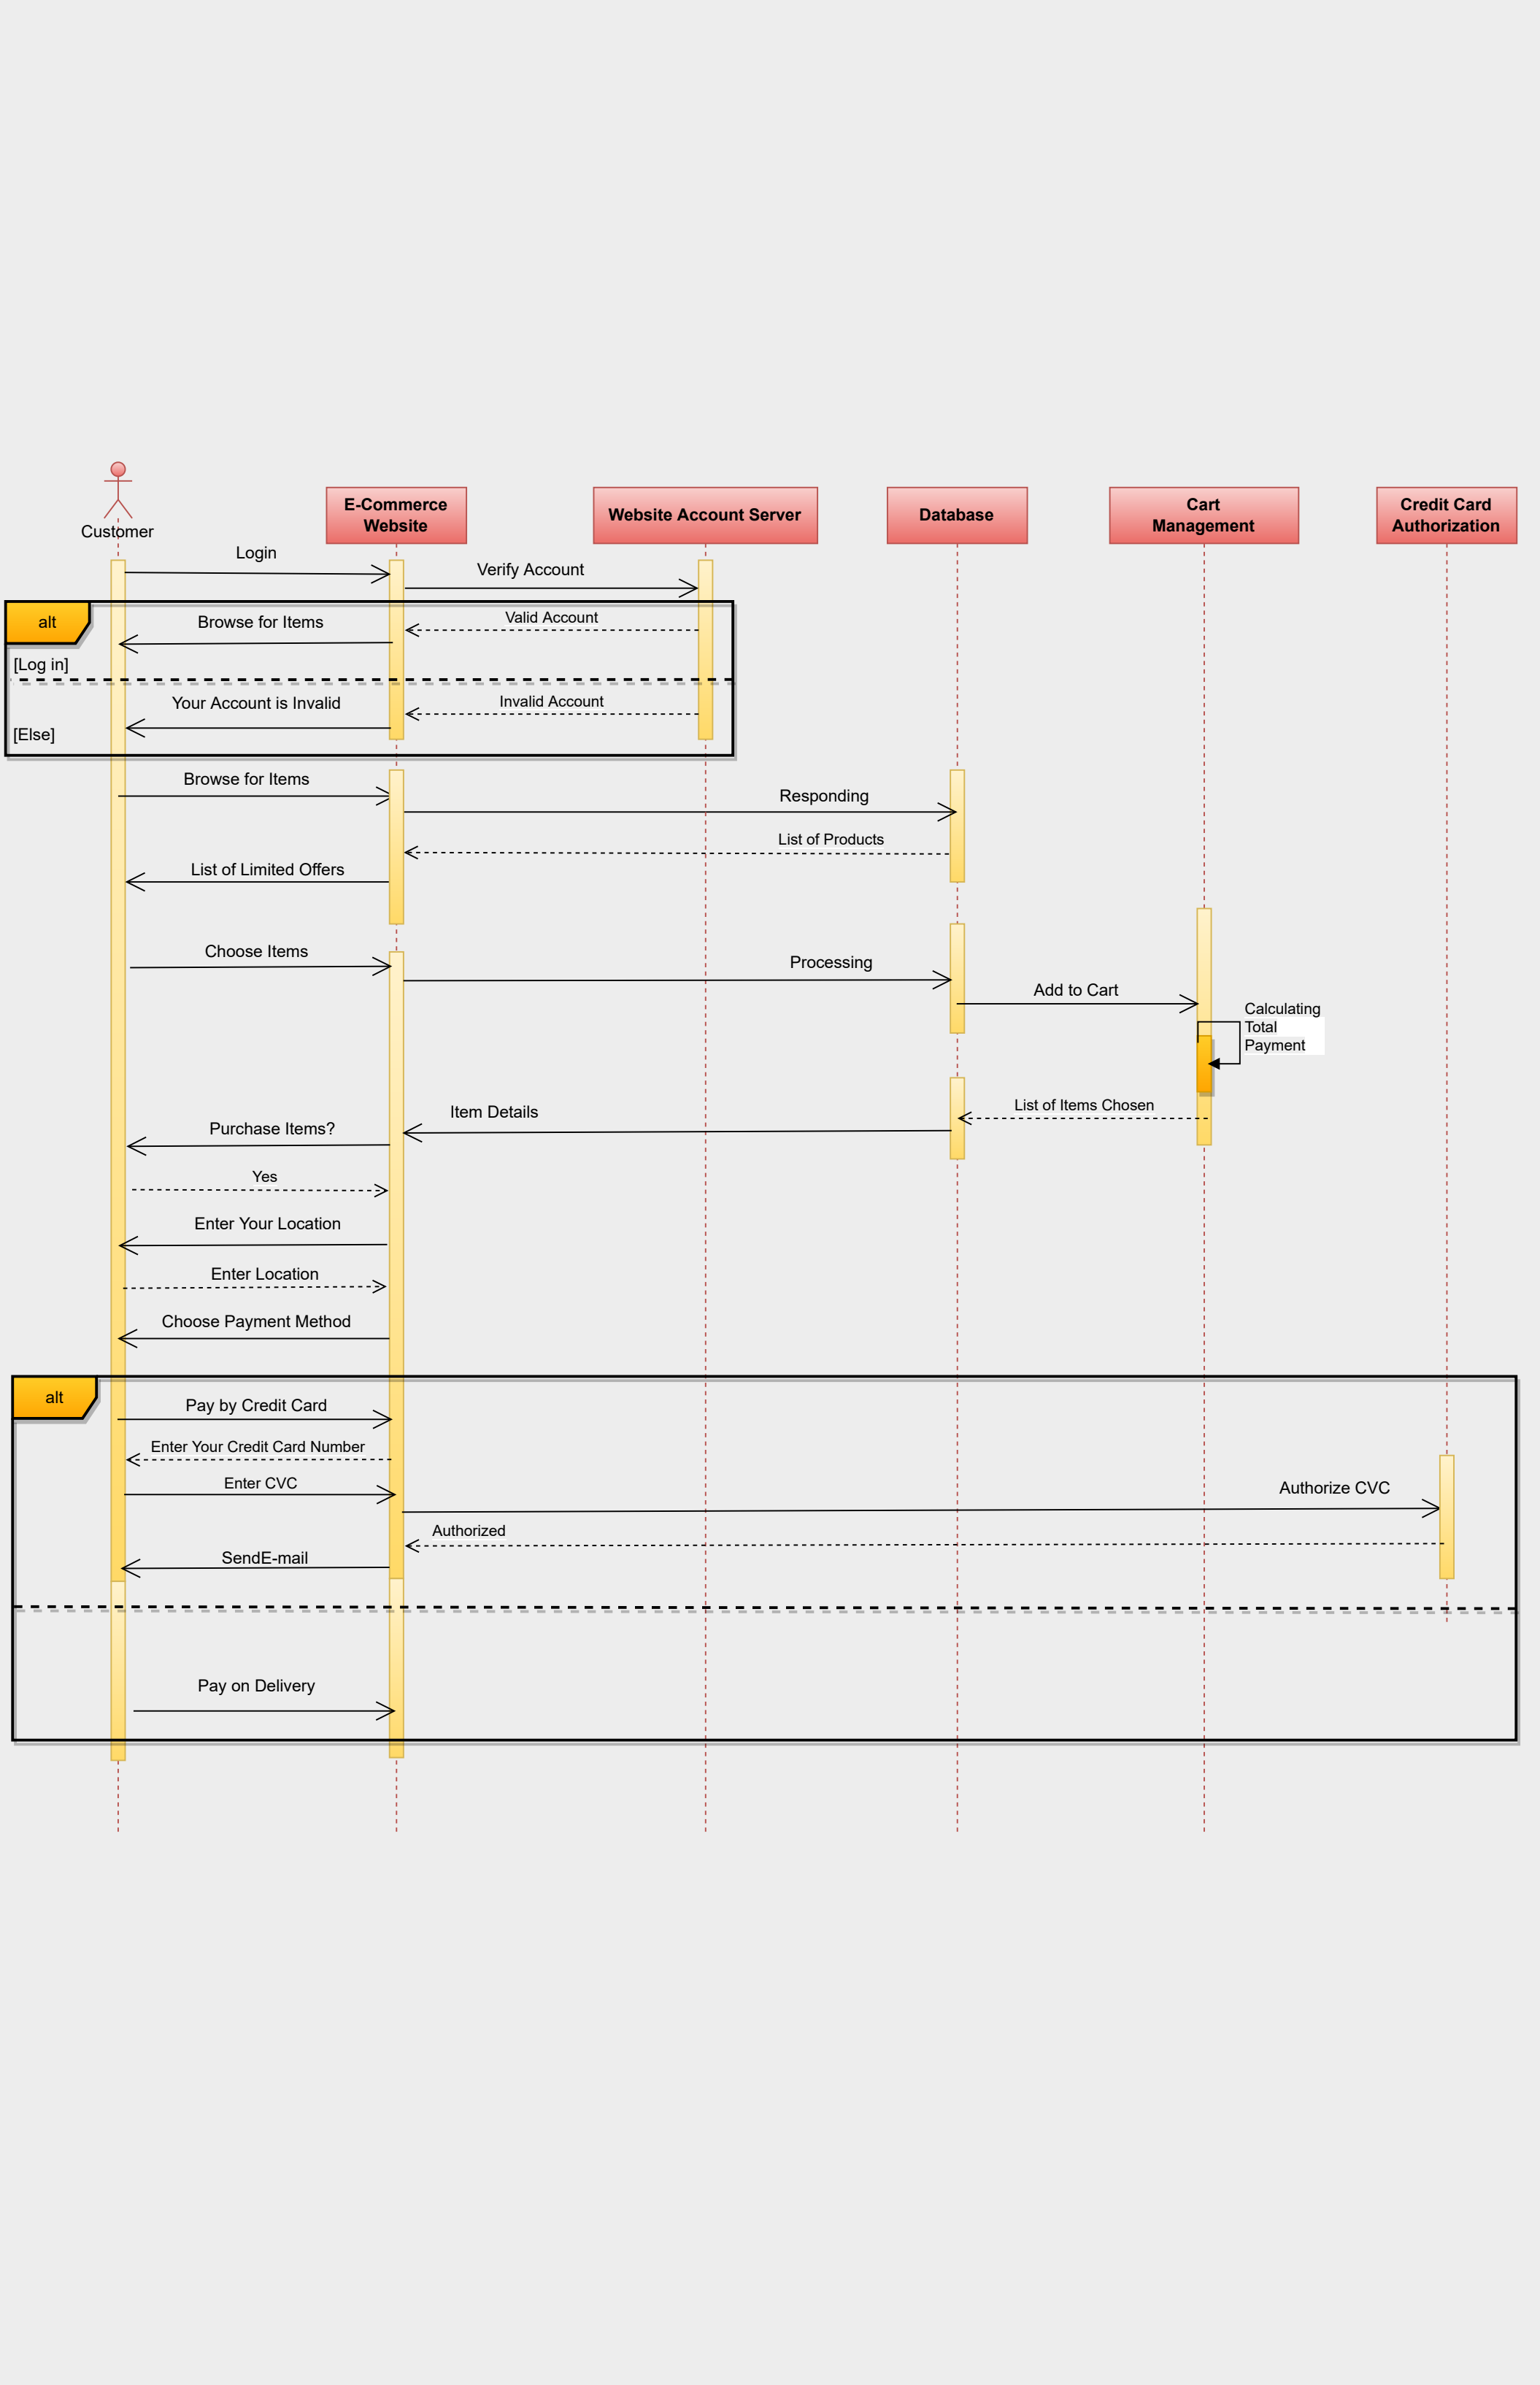 Customer
E-Commerce
Website
Website Account Server
Database
Cart
Management
Credit Card
Authorization
Login
Verify Account
alt
Browse for Items
Valid Account
[Log in]
Your Account is Invalid
Invalid Account
[Else]
Browse for Items
Responding
List of Products
List of Limited Offers
Choose Items
Processing
Add to Cart
Calculating
Total
Payment
List of Items Chosen
Item Details
Purchase Items?
Yes
Enter Your Location
Enter Location
Choose Payment Method
alt
Pay by Credit Card
Enter Your Credit Card Number
Enter CVC
Authorize CVC
Authorized
SendE-mail
Pay on Delivery